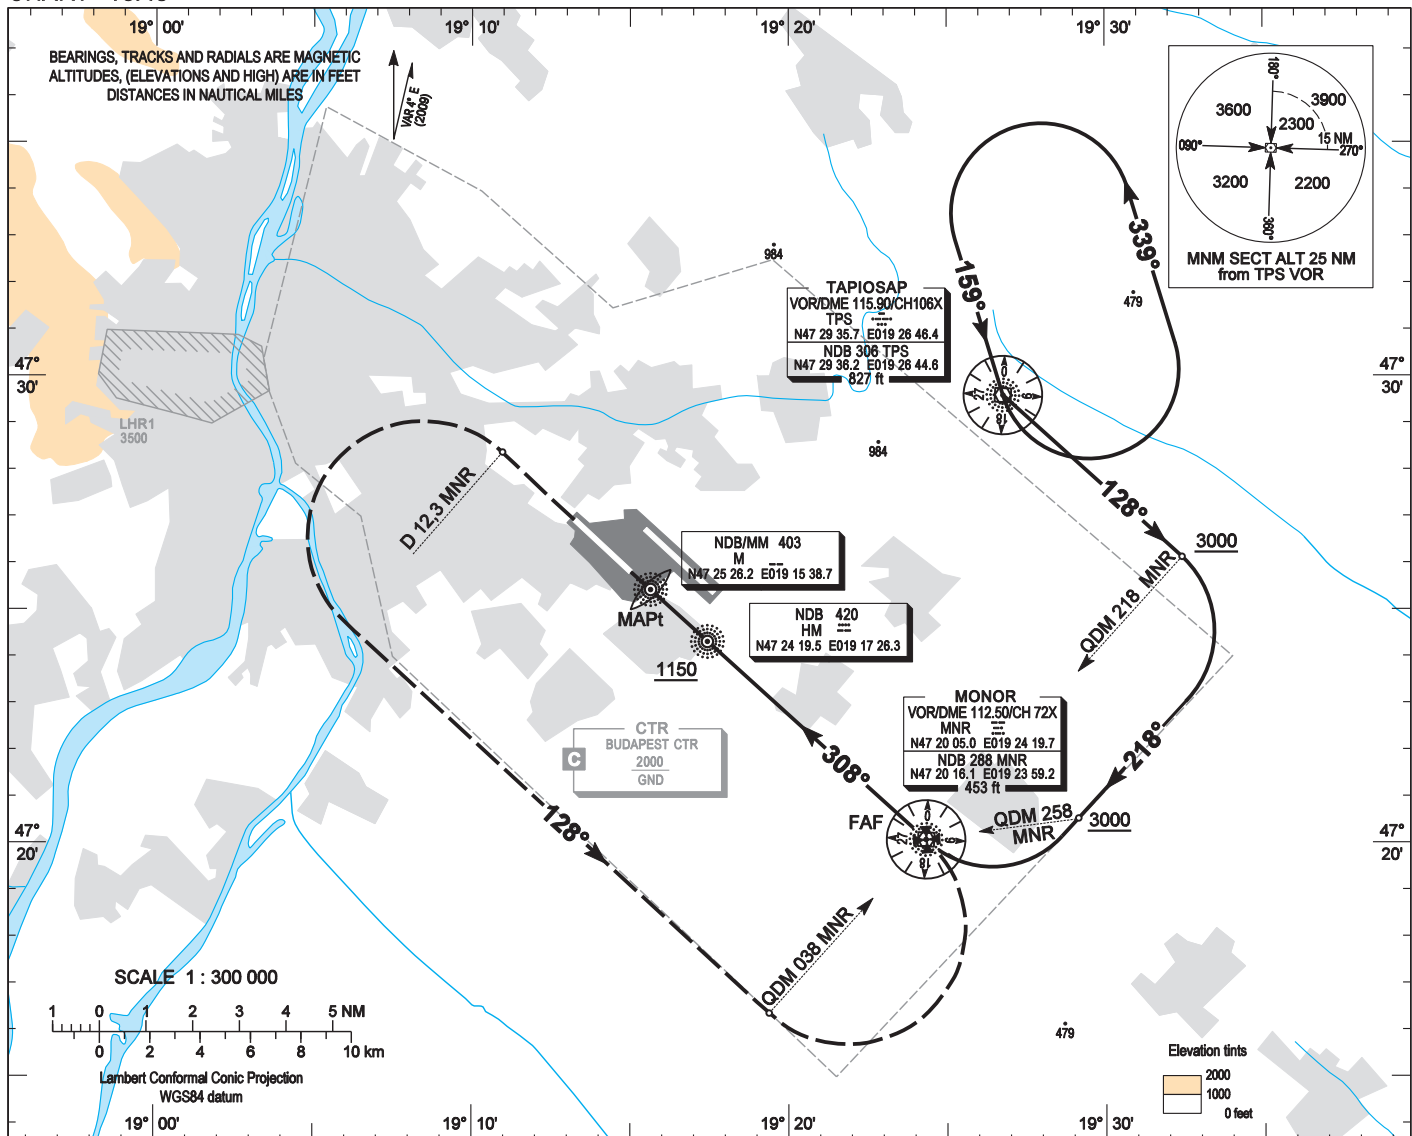 19° 00'
19° 10'
19° 20'
19° 30'
BEARINGS, TRACKS AND RADIALS ARE MAGNETIC
ALTITUDES, (ELEVATIONS AND HIGH) ARE IN FEET
DISTANCES IN NAUTICAL MILES
VAR 4° E
(2009)
180°
3600
3900
2300
15 NM
090°
270°
3200
2200
360°
MNM SECT ALT 25 NM
from TPS VOR
984
339°
159°
479
TAPIOSAP
VOR/DME 115.90/CH106X
TPS
N47 29 35.7 E019 26 46.4
NDB 306 TPS
N47 29 36.2 E019 26 44.6
827 ft
47°
30'
47°
30'
0
9
18
27
LHR1
3500
984
D 12,3 MNR
128°
3000
NDB/MM 403
M
N47 25 26.2 E019 15 38.7
MAPt
NDB 420
HM
N47 24 19.5 E019 17 26.3
QDM 218 MNR
1150
MONOR
VOR/DME 112.50/CH 72X
MNR
N47 20 05.0 E019 24 19.7
NDB 288 MNR
N47 20 16.1 E019 23 59.2
453 ft
CTR
BUDAPEST CTR
2000
GND
C
218°
308°
FAF
0
9
18
27
QDM 258
MNR
3000
47°
20'
47°
20'
128°
QDM 038 MNR
SCALE 1 : 300 000
1 0 1 2 3 4 5 NM
0 2 4 6 8 10 km
Lambert Conformal Conic Projection
WGS84 datum
479
Elevation tints
2000
1000
0 feet
19° 00'
19° 10'
19° 20'
19° 30'